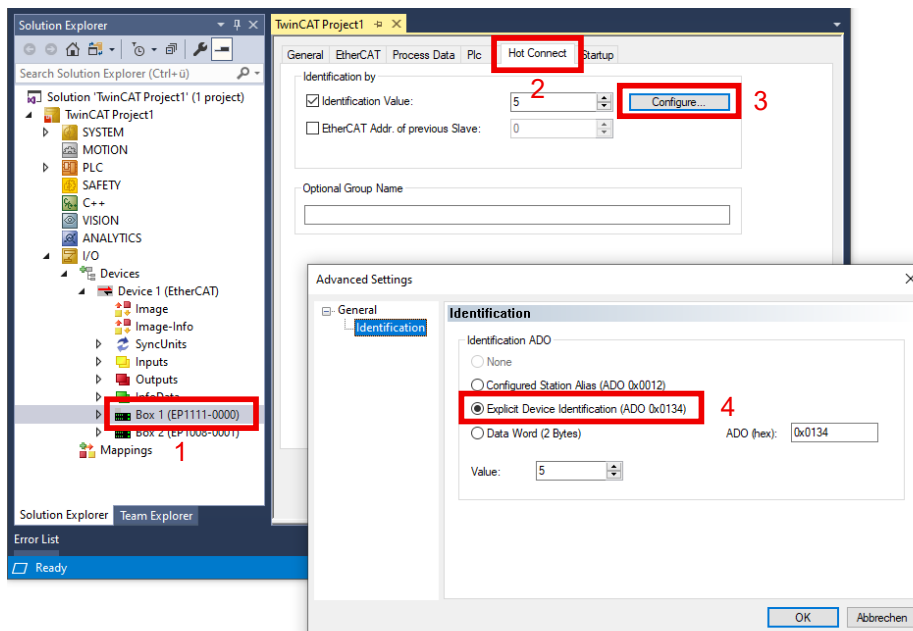 Solution Explorer
Search Solution Explorer (Ctrl+ü)
Solution 'TwinCAT Project1' (1 project)
TwinCAT Project1
SYSTEM
MOTION
PLC
SAFETY
C++
VISION
ANALYTICS
I/O
Devices
Device 1 (EtherCAT)
Image
Image-Info
SyncUnits
Inputs
Outputs
InfoData
Box 1 (EP1111-0000)
Box 2 (EP1008-0001)
1
Mappings
Solution Explorer Team Explorer
Error List
Ready
TwinCAT Project1
General EtherCAT Process Data Plc Hot Connect Startup
2
Identification by
Identification Value: 5 Configure... 3
EtherCAT Addr. of previous Slave: 0
Optional Group Name
Advanced Settings
General
Identification
Identification
Identification ADO
None
Configured Station Alias (ADO 0x0012)
Explicit Device Identification (ADO 0x0134) 4
Data Word (2 Bytes) ADO (hex): 0x0134
Value: 5
OK Abbrechen